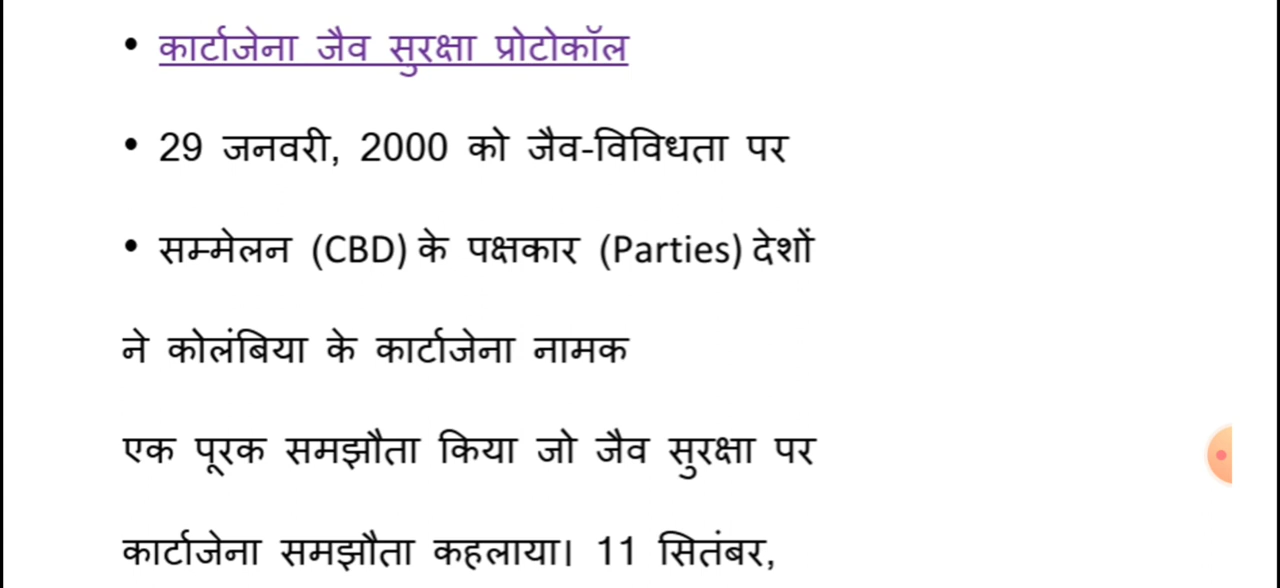 • कार्टाजेना जैव सुरक्षा प्रोटोकॉल
• 29 जनवरी, 2000 को जैव-विविधता पर
• सम्मेलन (CBD) के पक्षकार (Parties) देशों
ने कोलंबिया के कार्टाजेना नामक
एक पूरक समझौता किया जो जैव सुरक्षा पर
कार्टाजेना समझौता कहलाया। 11 सितंबर,